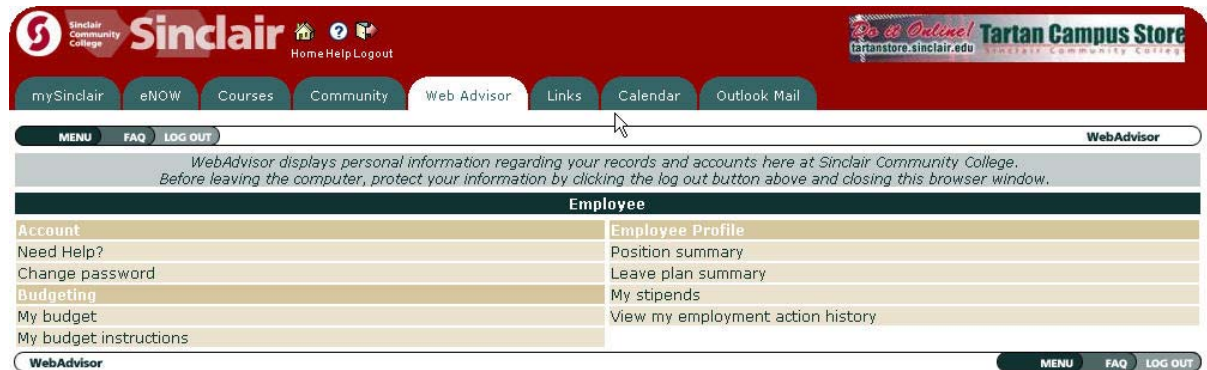 Sinclair
Community
College
Sinclair
Home Help Logout
Do it Online!
tartanstore.sinclair.edu
Tartan Campus Store
Sinclair Community College
mySinclair eNOW Courses Community Web Advisor Links Calendar Outlook Mail
MENU FAQ LOG OUT WebAdvisor
WebAdvisor displays personal information regarding your records and accounts here at Sinclair Community College.
Before leaving the computer, protect your information by clicking the log out button above and closing this browser window.
Employee
Account
Need Help?
Change password
Budgeting
My budget
My budget instructions
Employee Profile
Position summary
Leave plan summary
My stipends
View my employment action history
WebAdvisor MENU FAQ LOG OUT